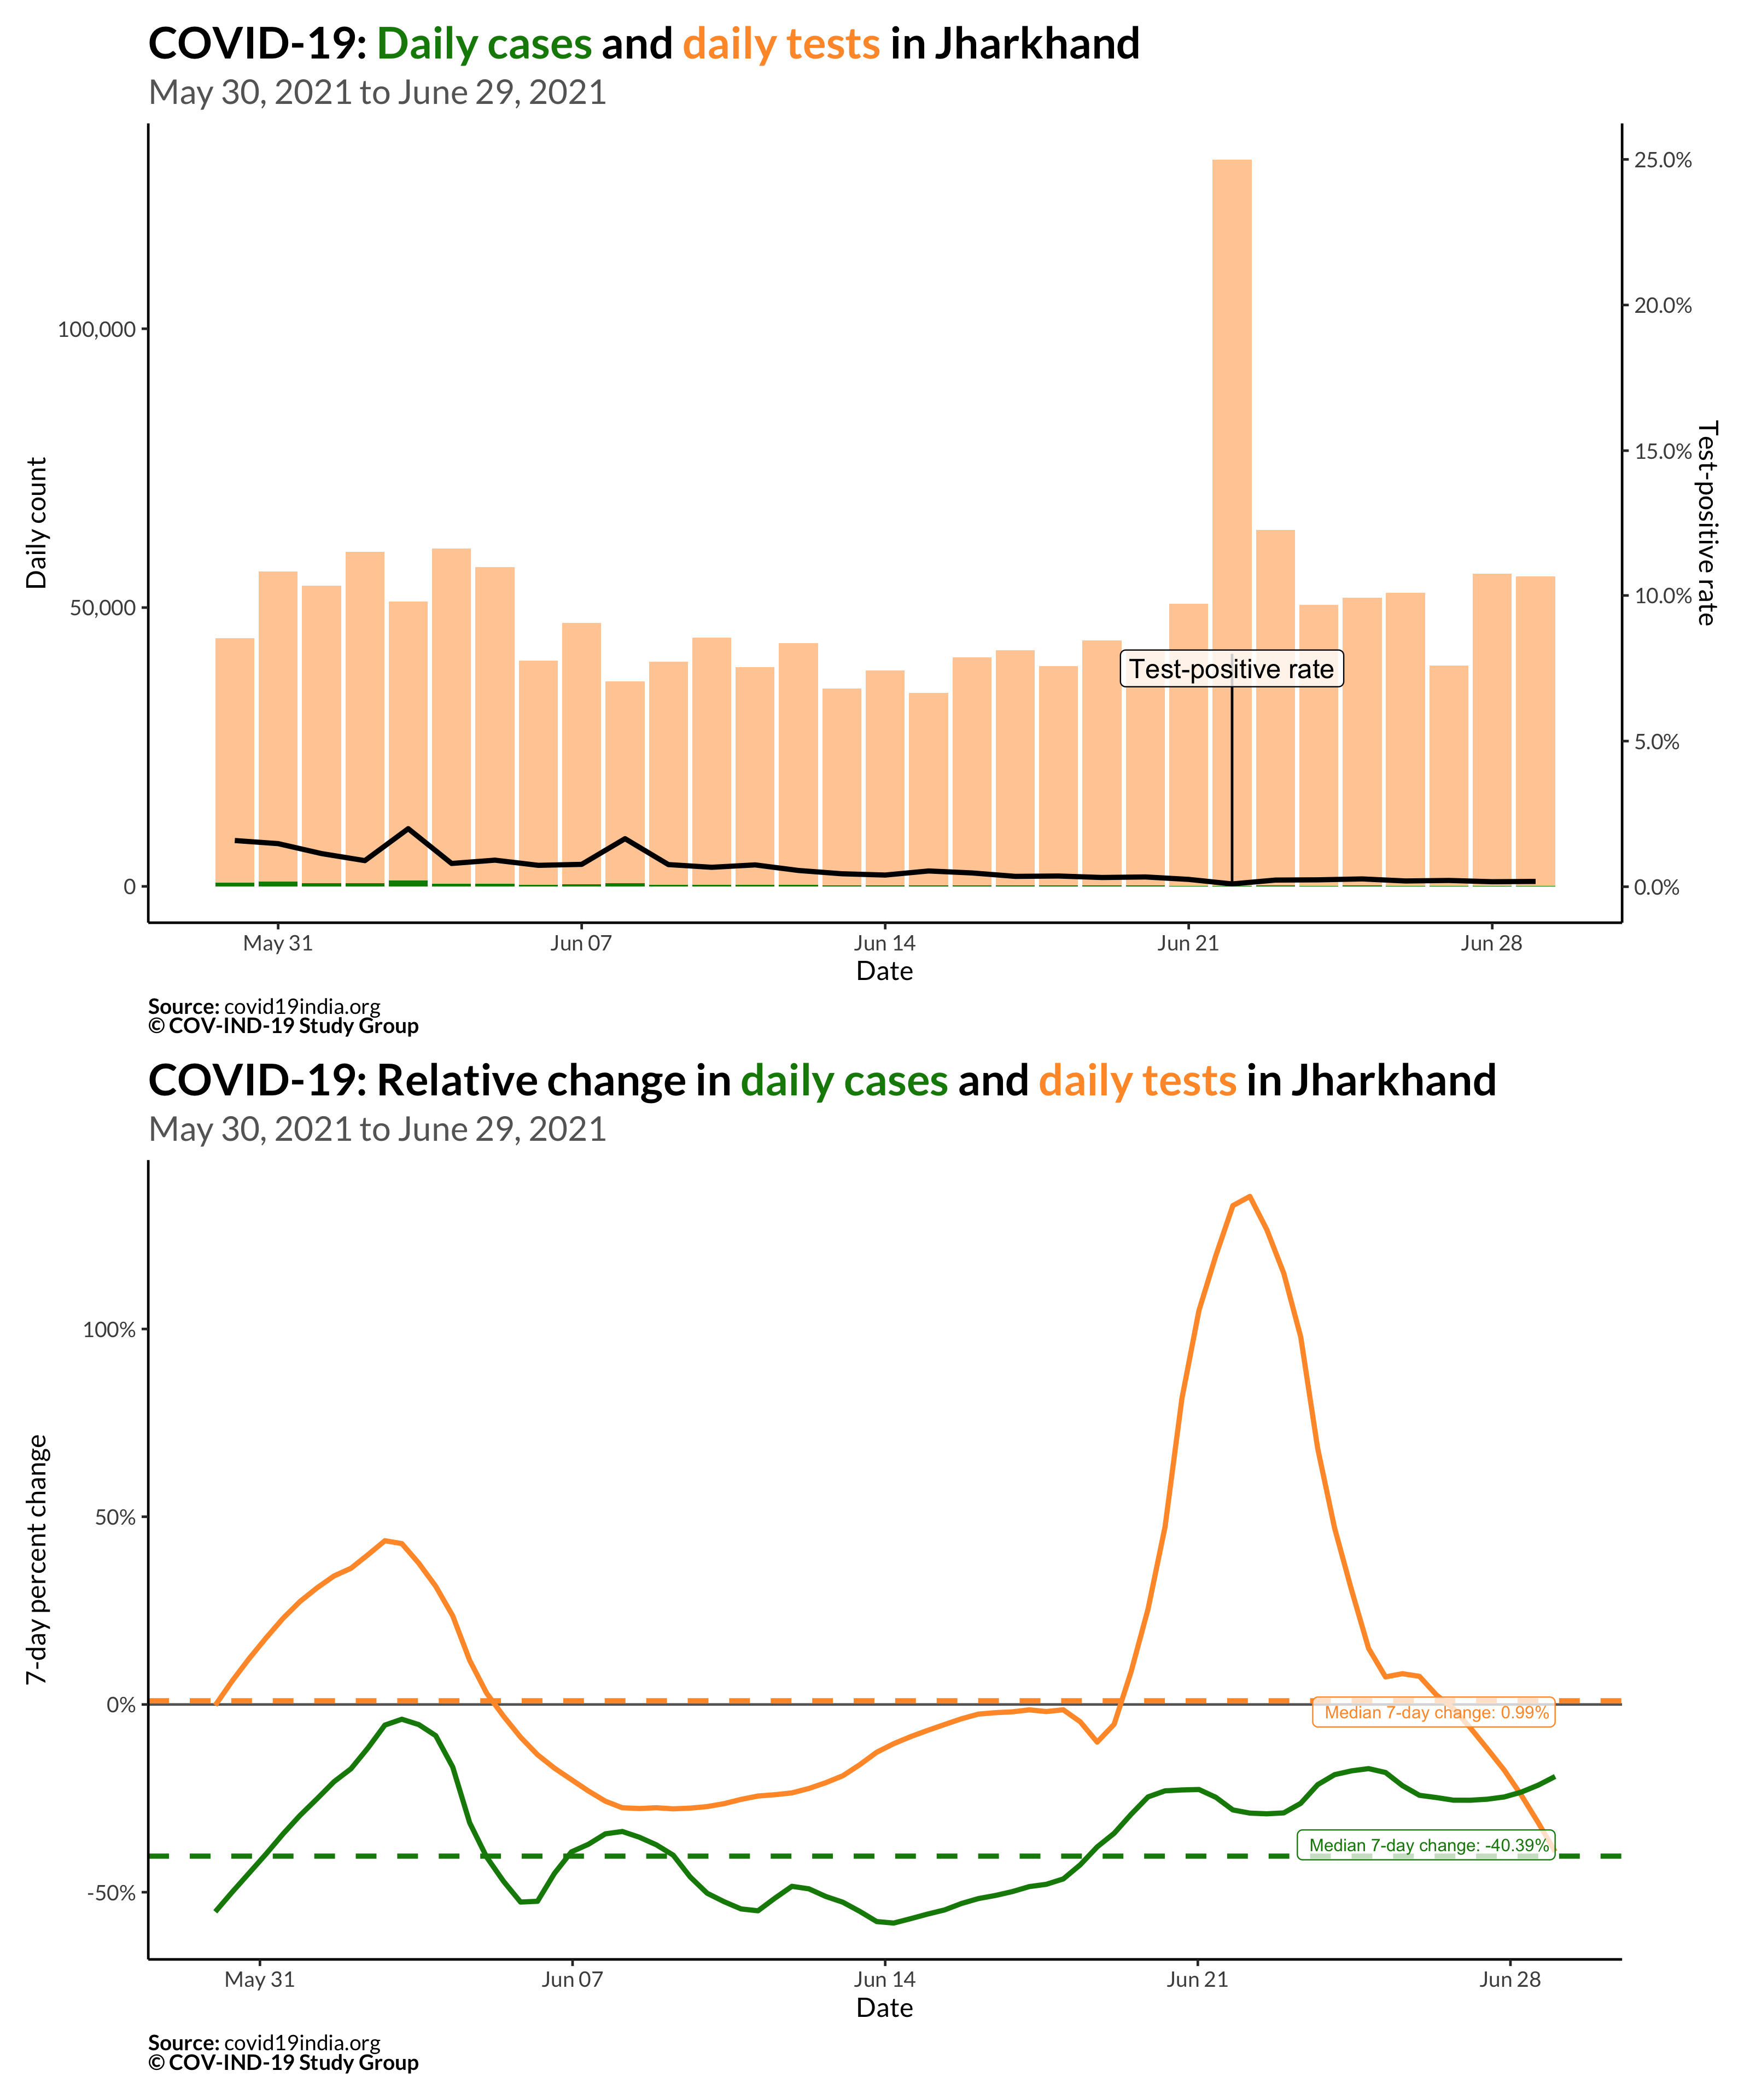 COVID-19: Daily cases and daily tests in Jharkhand
May 30, 2021 to June 29, 2021
Daily count
100,000
50,000
0
25.0%
20.0%
15.0%
10.0%
5.0%
0.0%
Test-positive rate
Test-positive rate
May 31
Jun 07
Jun 14
Jun 21
Jun 28
Date
Source: covid19india.org
© COV-IND-19 Study Group
COVID-19: Relative change in daily cases and daily tests in Jharkhand
May 30, 2021 to June 29, 2021
7-day percent change
100%
50%
0%
-50%
Median 7-day change: 0.99%
Median 7-day change: -40.39%
May 31
Jun 07
Jun 14
Jun 21
Jun 28
Date
Source: covid19india.org
© COV-IND-19 Study Group